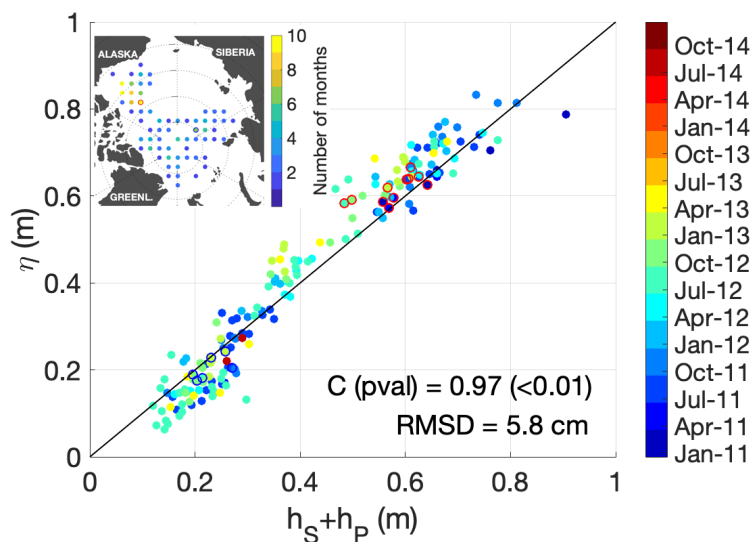 1
0.8
0.6
0.4
0.2
0
η (m)
0
0.2
0.4
0.6
0.8
1
h_S+h_P (m)
ALASKA
SIBERIA
GREENL.
10
8
6
4
2
Number of months
C (pval) = 0.97 (<0.01)
RMSD = 5.8 cm
Oct-14
Jul-14
Apr-14
Jan-14
Oct-13
Jul-13
Apr-13
Jan-13
Oct-12
Jul-12
Apr-12
Jan-12
Oct-11
Jul-11
Apr-11
Jan-11